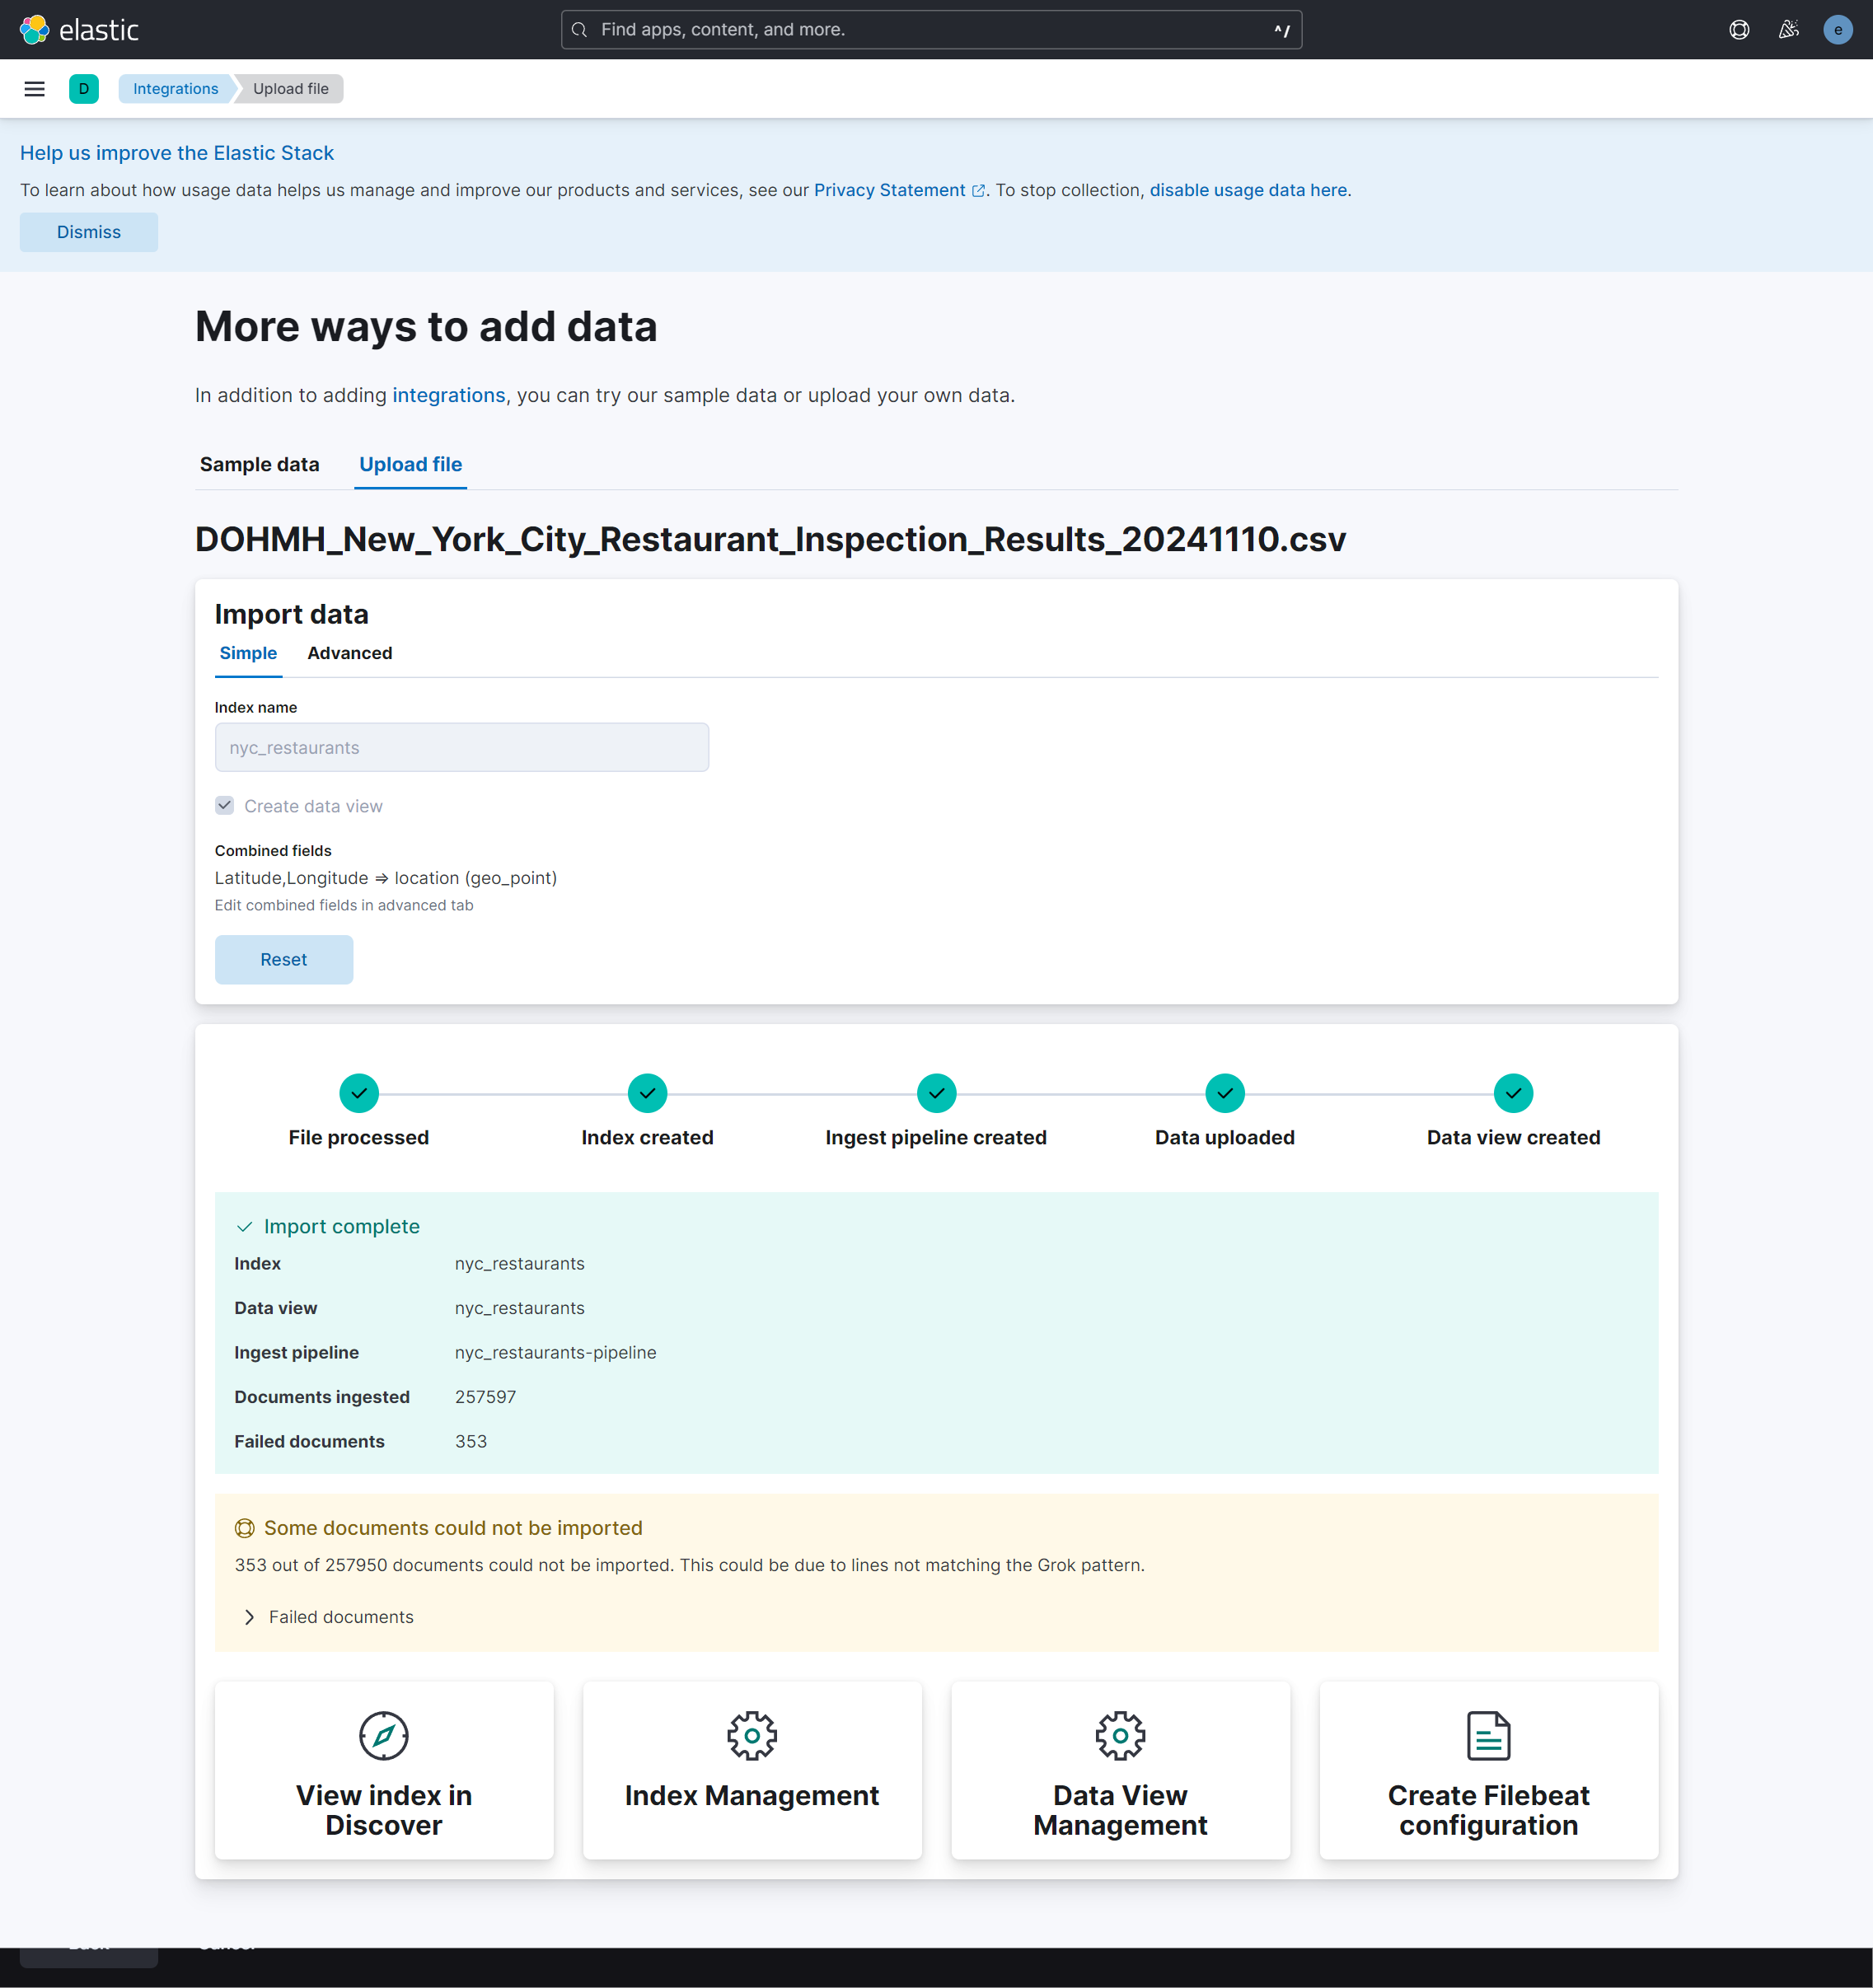 elastic
Find apps, content, and more.
^/
e
D
Integrations
Upload file
Help us improve the Elastic Stack
To learn about how usage data helps us manage and improve our products and services, see our Privacy Statement. To stop collection, disable usage data here.
Dismiss
More ways to add data
In addition to adding integrations, you can try our sample data or upload your own data.
Sample data
Upload file
DOHMH_New_York_City_Restaurant_Inspection_Results_20241110.csv
Import data
Simple
Advanced
Index name
nyc_restaurants
Create data view
Combined fields
Latitude,Longitude => location (geo_point)
Edit combined fields in advanced tab
Reset
File processed
Index created
Ingest pipeline created
Data uploaded
Data view created
Import complete
Index nyc_restaurants
Data view nyc_restaurants
Ingest pipeline nyc_restaurants-pipeline
Documents ingested 257597
Failed documents 353
Some documents could not be imported
353 out of 257950 documents could not be imported. This could be due to lines not matching the Grok pattern.
Failed documents
View index in
Discover
Index Management
Data View
Management
Create Filebeat
configuration